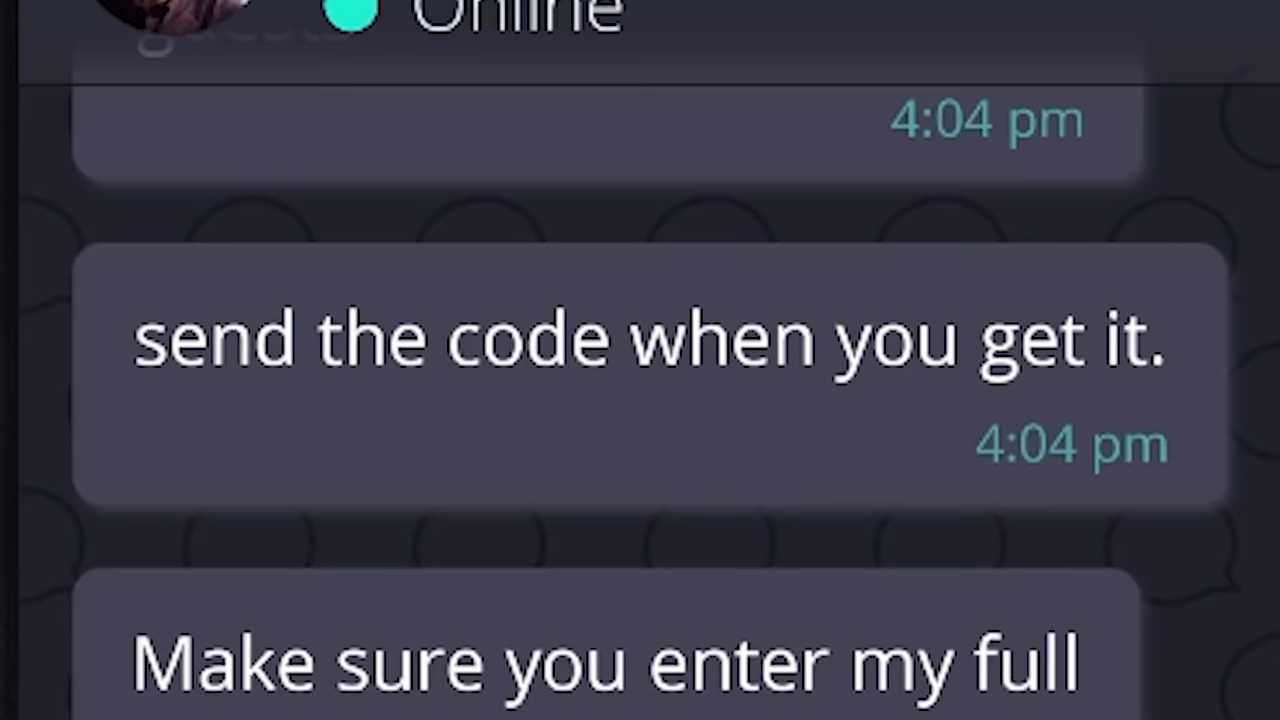 Online
guests
4:04 pm
send the code when you get it.
4:04 pm
Make sure you enter my full